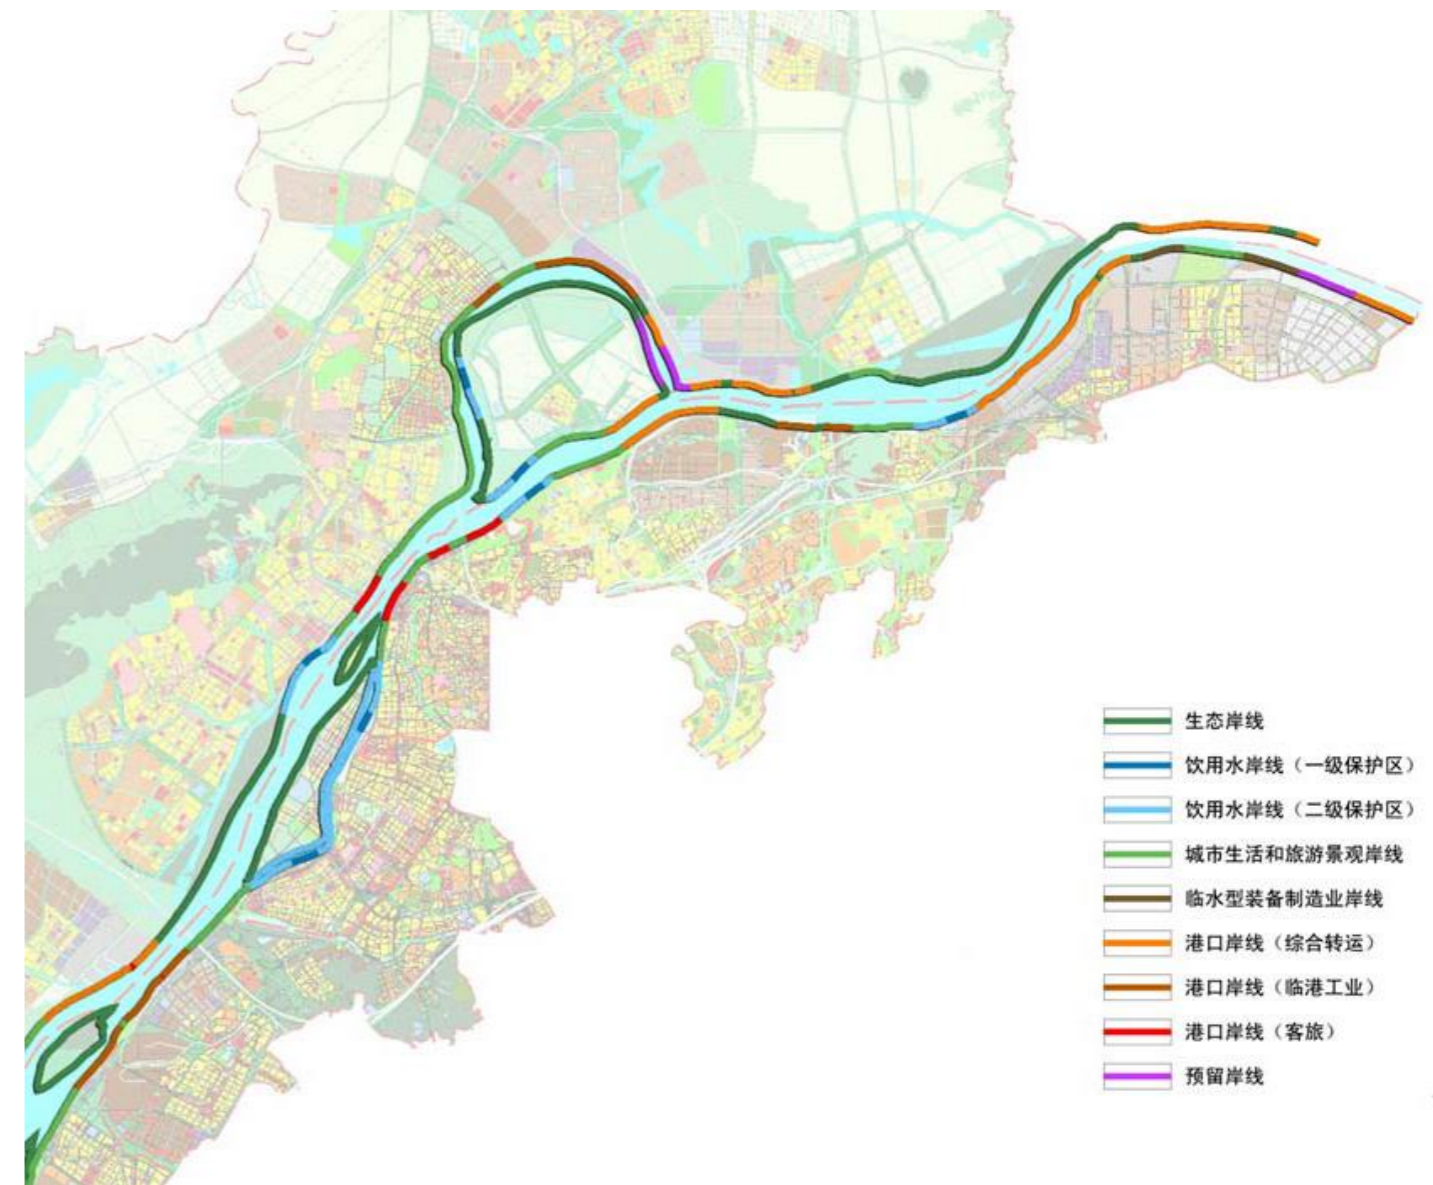 生态岸线
饮用水岸线（一级保护区）
饮用水岸线（二级保护区）
城市生活和旅游景观岸线
临水型装备制造业岸线
港口岸线（综合转运）
港口岸线（临港工业）
港口岸线（客旅）
预留岸线